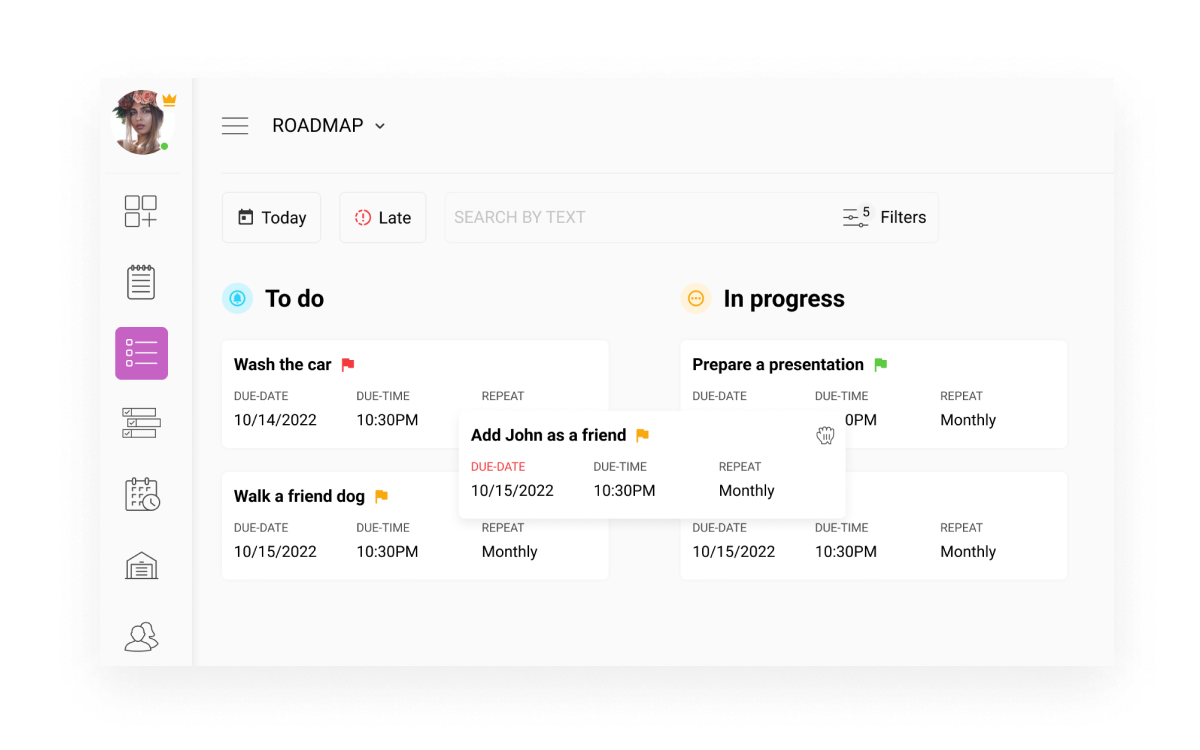 ROADMAP
Today
Late
SEARCH BY TEXT
5
Filters
To do
Wash the car
DUE-DATE DUE-TIME REPEAT
10/14/2022 10:30PM
Walk a friend dog
DUE-DATE DUE-TIME REPEAT
10/15/2022 10:30PM Monthly
Add John as a friend
DUE-DATE DUE-TIME REPEAT
10/15/2022 10:30PM Monthly
In progress
Prepare a presentation
DUE-DATE DUE-TIME REPEAT
0PM Monthly
DUE-DATE DUE-TIME REPEAT
10/15/2022 10:30PM Monthly